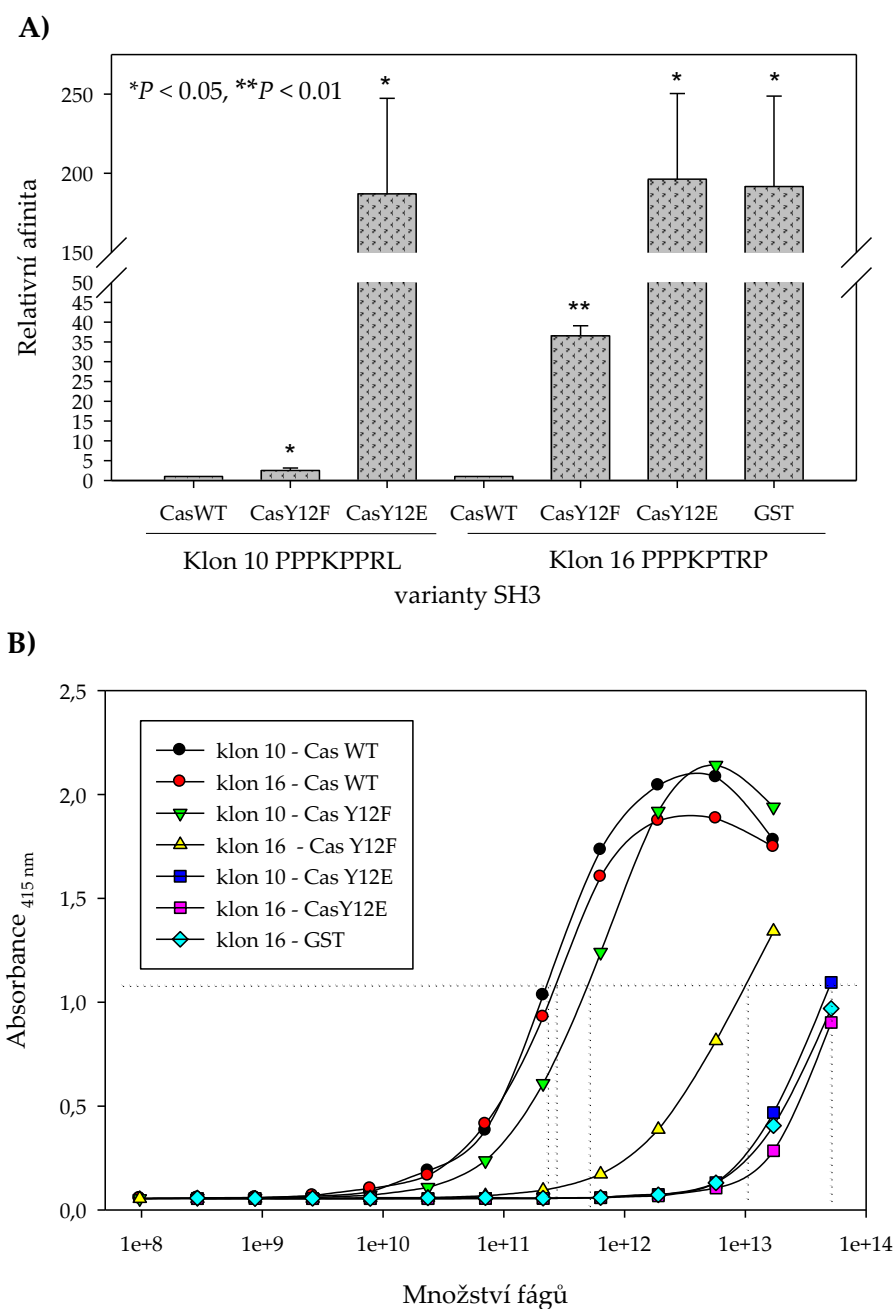 A)
*P < 0.05, **P < 0.01
Relativní afinita
250
200
150
50
45
40
35
30
25
20
15
10
5
0
*
*
**
*
*
CasWT CasY12F CasY12E CasWT CasY12F CasY12E GST
Klon 10 PPPKPPRL Klon 16 PPPKPTRP
varianty SH3
B)
Absorbance 415 nm
2,5
2,0
1,5
1,0
0,5
0,0
klon 10 - Cas WT
klon 16 - Cas WT
klon 10 - Cas Y12F
klon 16 - Cas Y12F
klon 10 - Cas Y12E
klon 16 - CasY12E
klon 16 - GST
1e+8 1e+9 1e+10 1e+11 1e+12 1e+13 1e+14
Množství fágů